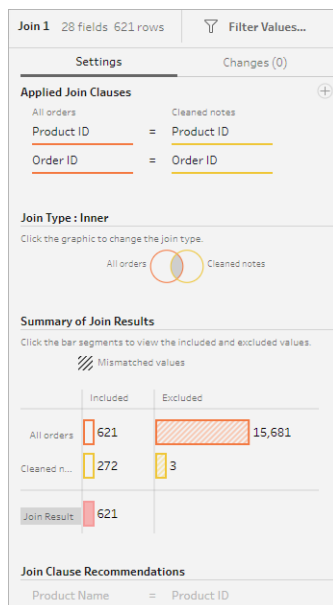 Join 1 28 fields 621 rows Filter Values...
Settings Changes (0)
Applied Join Clauses
All orders Cleaned notes
Product ID = Product ID
Order ID = Order ID
Join Type : Inner
Click the graphic to change the join type.
All orders Cleaned notes
Summary of Join Results
Click the bar segments to view the included and excluded values.
Mismatched values
Included Excluded
All orders 621 15,681
Cleaned n... 272 3
Join Result 621
Join Clause Recommendations
Product Name = Product ID